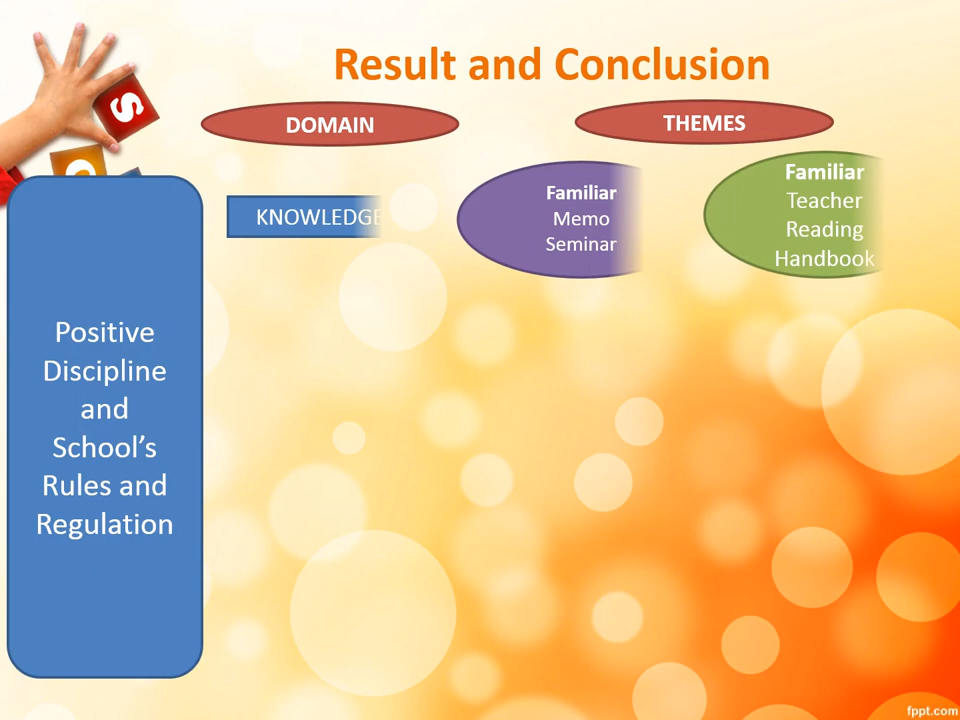 Result and Conclusion
DOMAIN
THEMES
S
C
Positive
Discipline
and
School's
Rules and
Regulation
KNOWLEDGE
Familiar
Memo
Seminar
Familiar
Teacher
Reading
Handbook
fppt.com